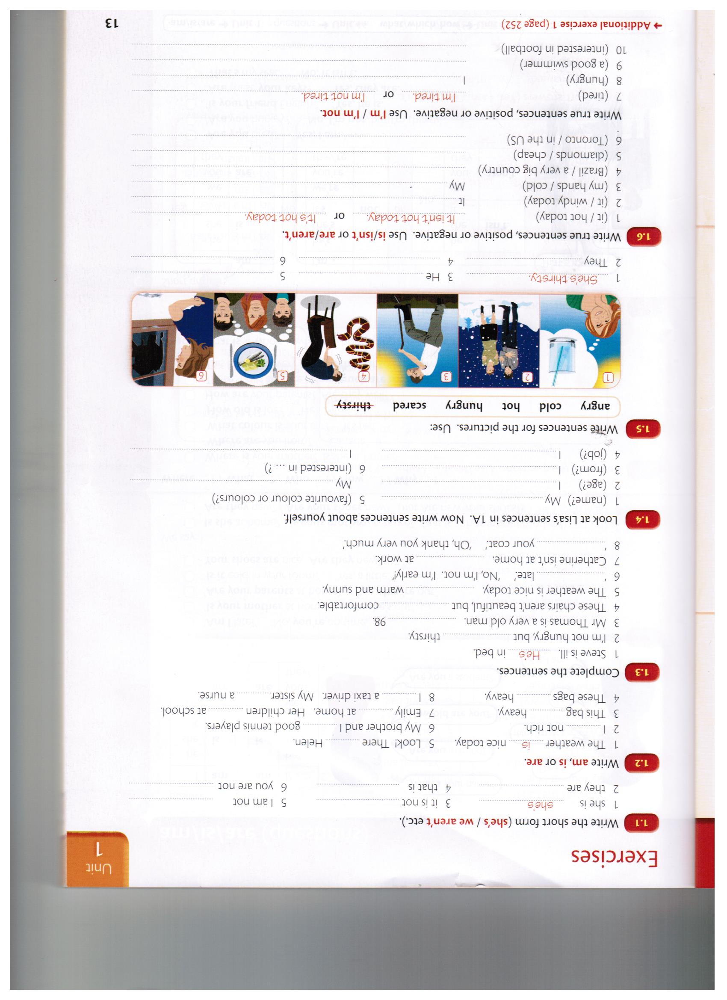 Exercises
Unit
1
1.1 Write the short form (she's / we aren't etc.).
1 she is she's 3 it is not 5 I am not
2 they are 4 that is 6 you are not
1.2 Write am, is or are.
1 The weather is nice today. 5 Look! There Helen.
2 I not rich. 6 My brother and I good tennis players.
3 This bag heavy. 7 Emily at home. Her children at school.
4 These bags heavy. 8 I a taxi driver. My sister a nurse.
1.3 Complete the sentences.
1 Steve is ill. He's in bed.
2 I'm not hungry, but thirsty.
3 Mr Thomas is a very old man. 98.
4 These chairs aren't beautiful, but comfortable.
5 The weather is nice today. warm and sunny.
6 ' late.' 'No, I'm not. I'm early!'
7 Catherine isn't at home. at work.
8 ' your coat.' 'Oh, thank you very much.'
1.4 Look at Lisa's sentences in 1A. Now write sentences about yourself.
1 (name?) My 5 (favourite colour or colours?)
2 (age?) I My
3 (from?) I 6 (interested in ... ?)
4 (job?) I I
1.5 Write sentences for the pictures. Use:
angry cold hot hungry scared thirsty
1 2 3 4 5 6
1 She's thirsty. 3 He 5
2 They 4 6
1.6 Write true sentences, positive or negative. Use is/isn't or are/aren't.
1 (it / hot today) It isn't hot today. or It's hot today.
2 (it / windy today) It
3 (my hands / cold) My
4 (Brazil / a very big country)
5 (diamonds / cheap)
6 (Toronto / in the US)
Write true sentences, positive or negative. Use I'm / I'm not.
7 (tired) I'm tired. or I'm not tired.
8 (hungry) I
9 (a good swimmer)
10 (interested in football)
→ Additional exercise 1 (page 252)
13